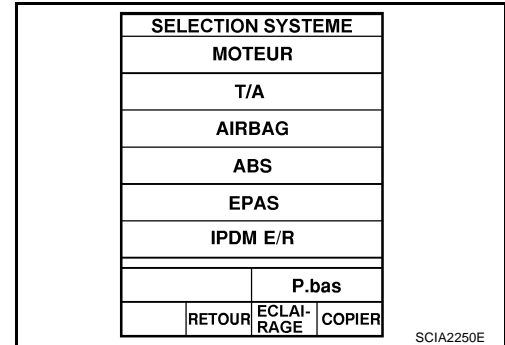 SELECTION SYSTEME
MOTEUR
T/A
AIRBAG
ABS
EPAS
IPDM E/R
P.bas
RETOUR ECLAI-RAGE COPIER
SCIA2250E